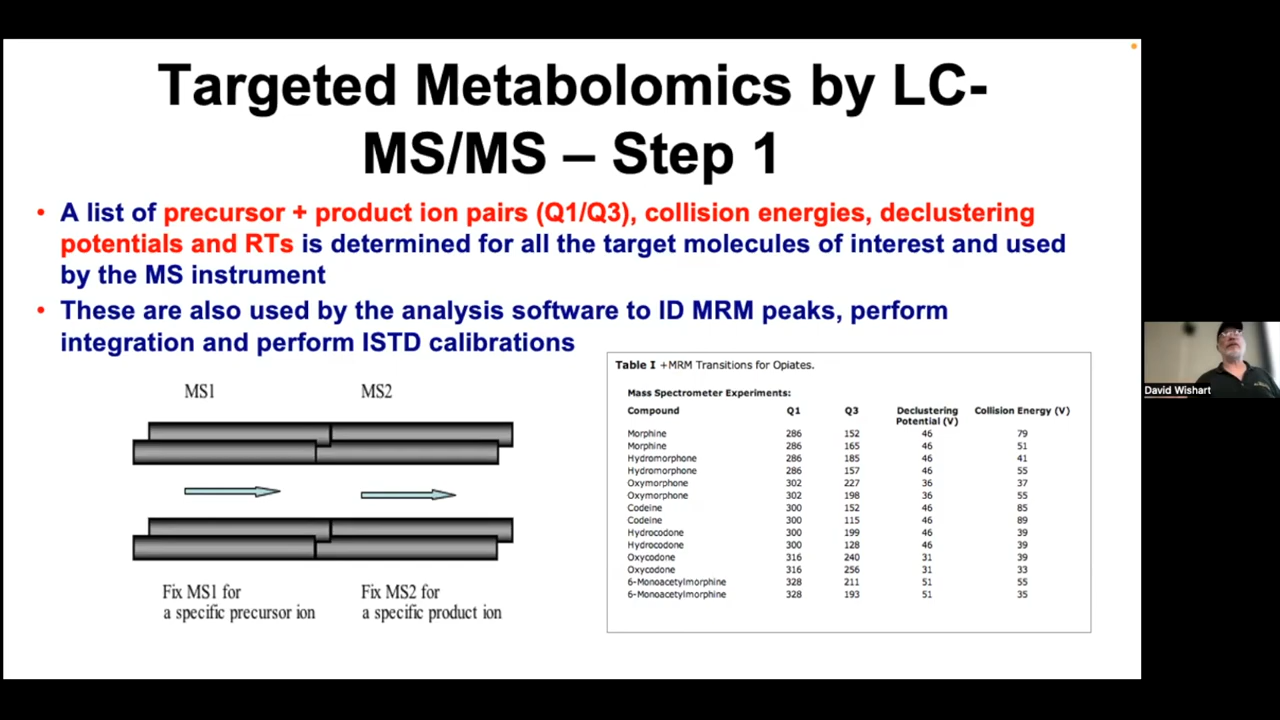 Targeted Metabolomics by LC-
MS/MS – Step 1
• A list of precursor + product ion pairs (Q1/Q3), collision energies, declustering
potentials and RTs is determined for all the target molecules of interest and used
by the MS instrument
• These are also used by the analysis software to ID MRM peaks, perform
integration and perform ISTD calibrations
MS1 MS2
Fix MS1 for Fix MS2 for
a specific precursor ion a specific product ion
Table I +MRM Transitions for Opiates.
Mass Spectrometer Experiments:
Compound Q1 Q3 Declustering Collision Energy (V)
Potential (V)
Morphine 286 152 46 79
Morphine 286 165 46 51
Hydromorphone 286 185 46 41
Hydromorphone 286 157 46 55
Oxymorphone 302 227 36 37
Oxymorphone 302 198 36 55
Codeine 300 152 46 85
Codeine 300 115 46 89
Hydrocodone 300 199 46 39
Hydrocodone 300 128 46 39
Oxycodone 316 240 31 39
Oxycodone 316 256 31 33
6-Monoacetylmorphine 328 211 51 55
6-Monoacetylmorphine 328 193 51 35
David Wishart